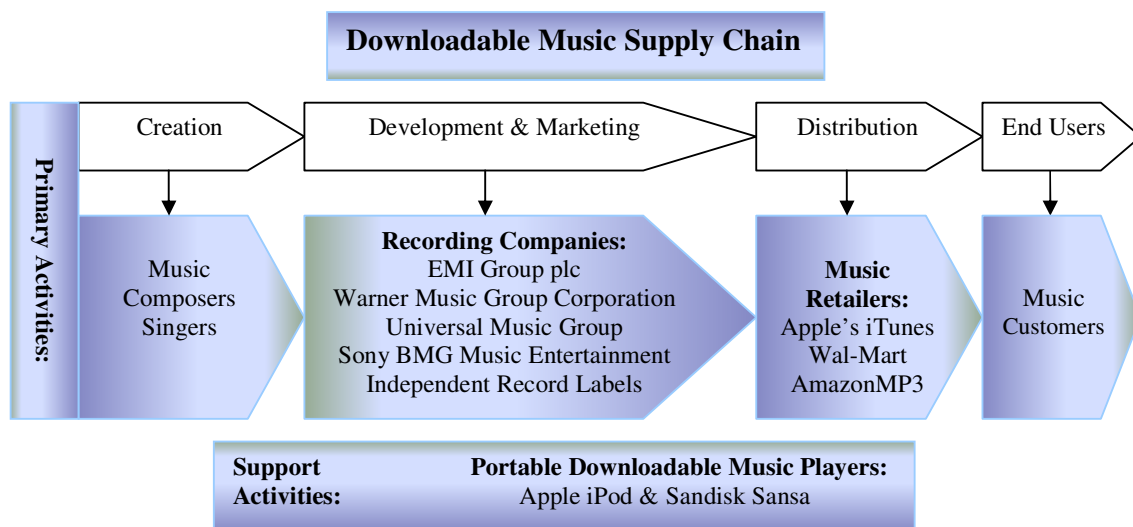 Downloadable Music Supply Chain
Primary Activities:
Creation
Development & Marketing
Distribution
End Users
Music
Composers
Singers
Recording Companies:
EMI Group plc
Warner Music Group Corporation
Universal Music Group
Sony BMG Music Entertainment
Independent Record Labels
Music
Retailers:
Apple's iTunes
Wal-Mart
AmazonMP3
Music
Customers
Support
Activities:
Portable Downloadable Music Players:
Apple iPod & Sandisk Sansa